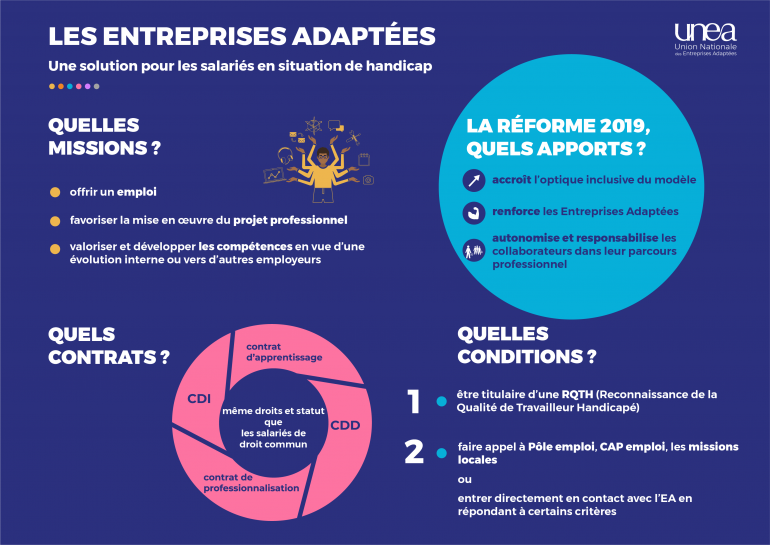 LES ENTREPRISES ADAPTÉES
Une solution pour les salariés en situation de handicap
unea
Union Nationale
des Entreprises Adaptées
QUELLES
MISSIONS ?
offrir un emploi
favoriser la mise en œuvre du projet professionnel
valoriser et développer les compétences en vue d'une
évolution interne ou vers d'autres employeurs
LA RÉFORME 2019,
QUELS APPORTS ?
accroît l'optique inclusive du modèle
renforce les Entreprises Adaptées
autonomise et responsabilise les
collaborateurs dans leur parcours
professionnel
QUELS
CONTRATS ?
contrat
d'apprentissage
CDI
CDD
même droits et statut
que
les salariés de
droit commun
contrat de
professionnalisation
QUELLES
CONDITIONS ?
1
être titulaire d'une RQTH (Reconnaissance de la
Qualité de Travailleur Handicapé)
2
faire appel à Pôle emploi, CAP emploi, les missions
locales
ou
entrer directement en contact avec l'EA en
répondant à certains critères